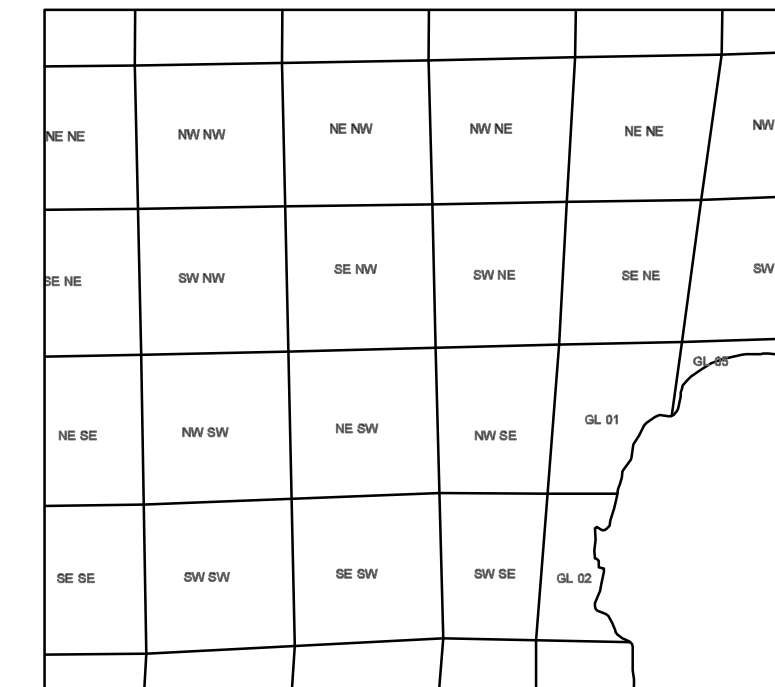 NE NE
NW NW
NE NW
NW NE
NE NE
NW
SE NE
SW NW
SE NW
SW NE
SE NE
SW
GL 05
NE SE
NW SW
NE SW
NW SE
GL 01
SE SE
SW SW
SE SW
SW SE
GL 02